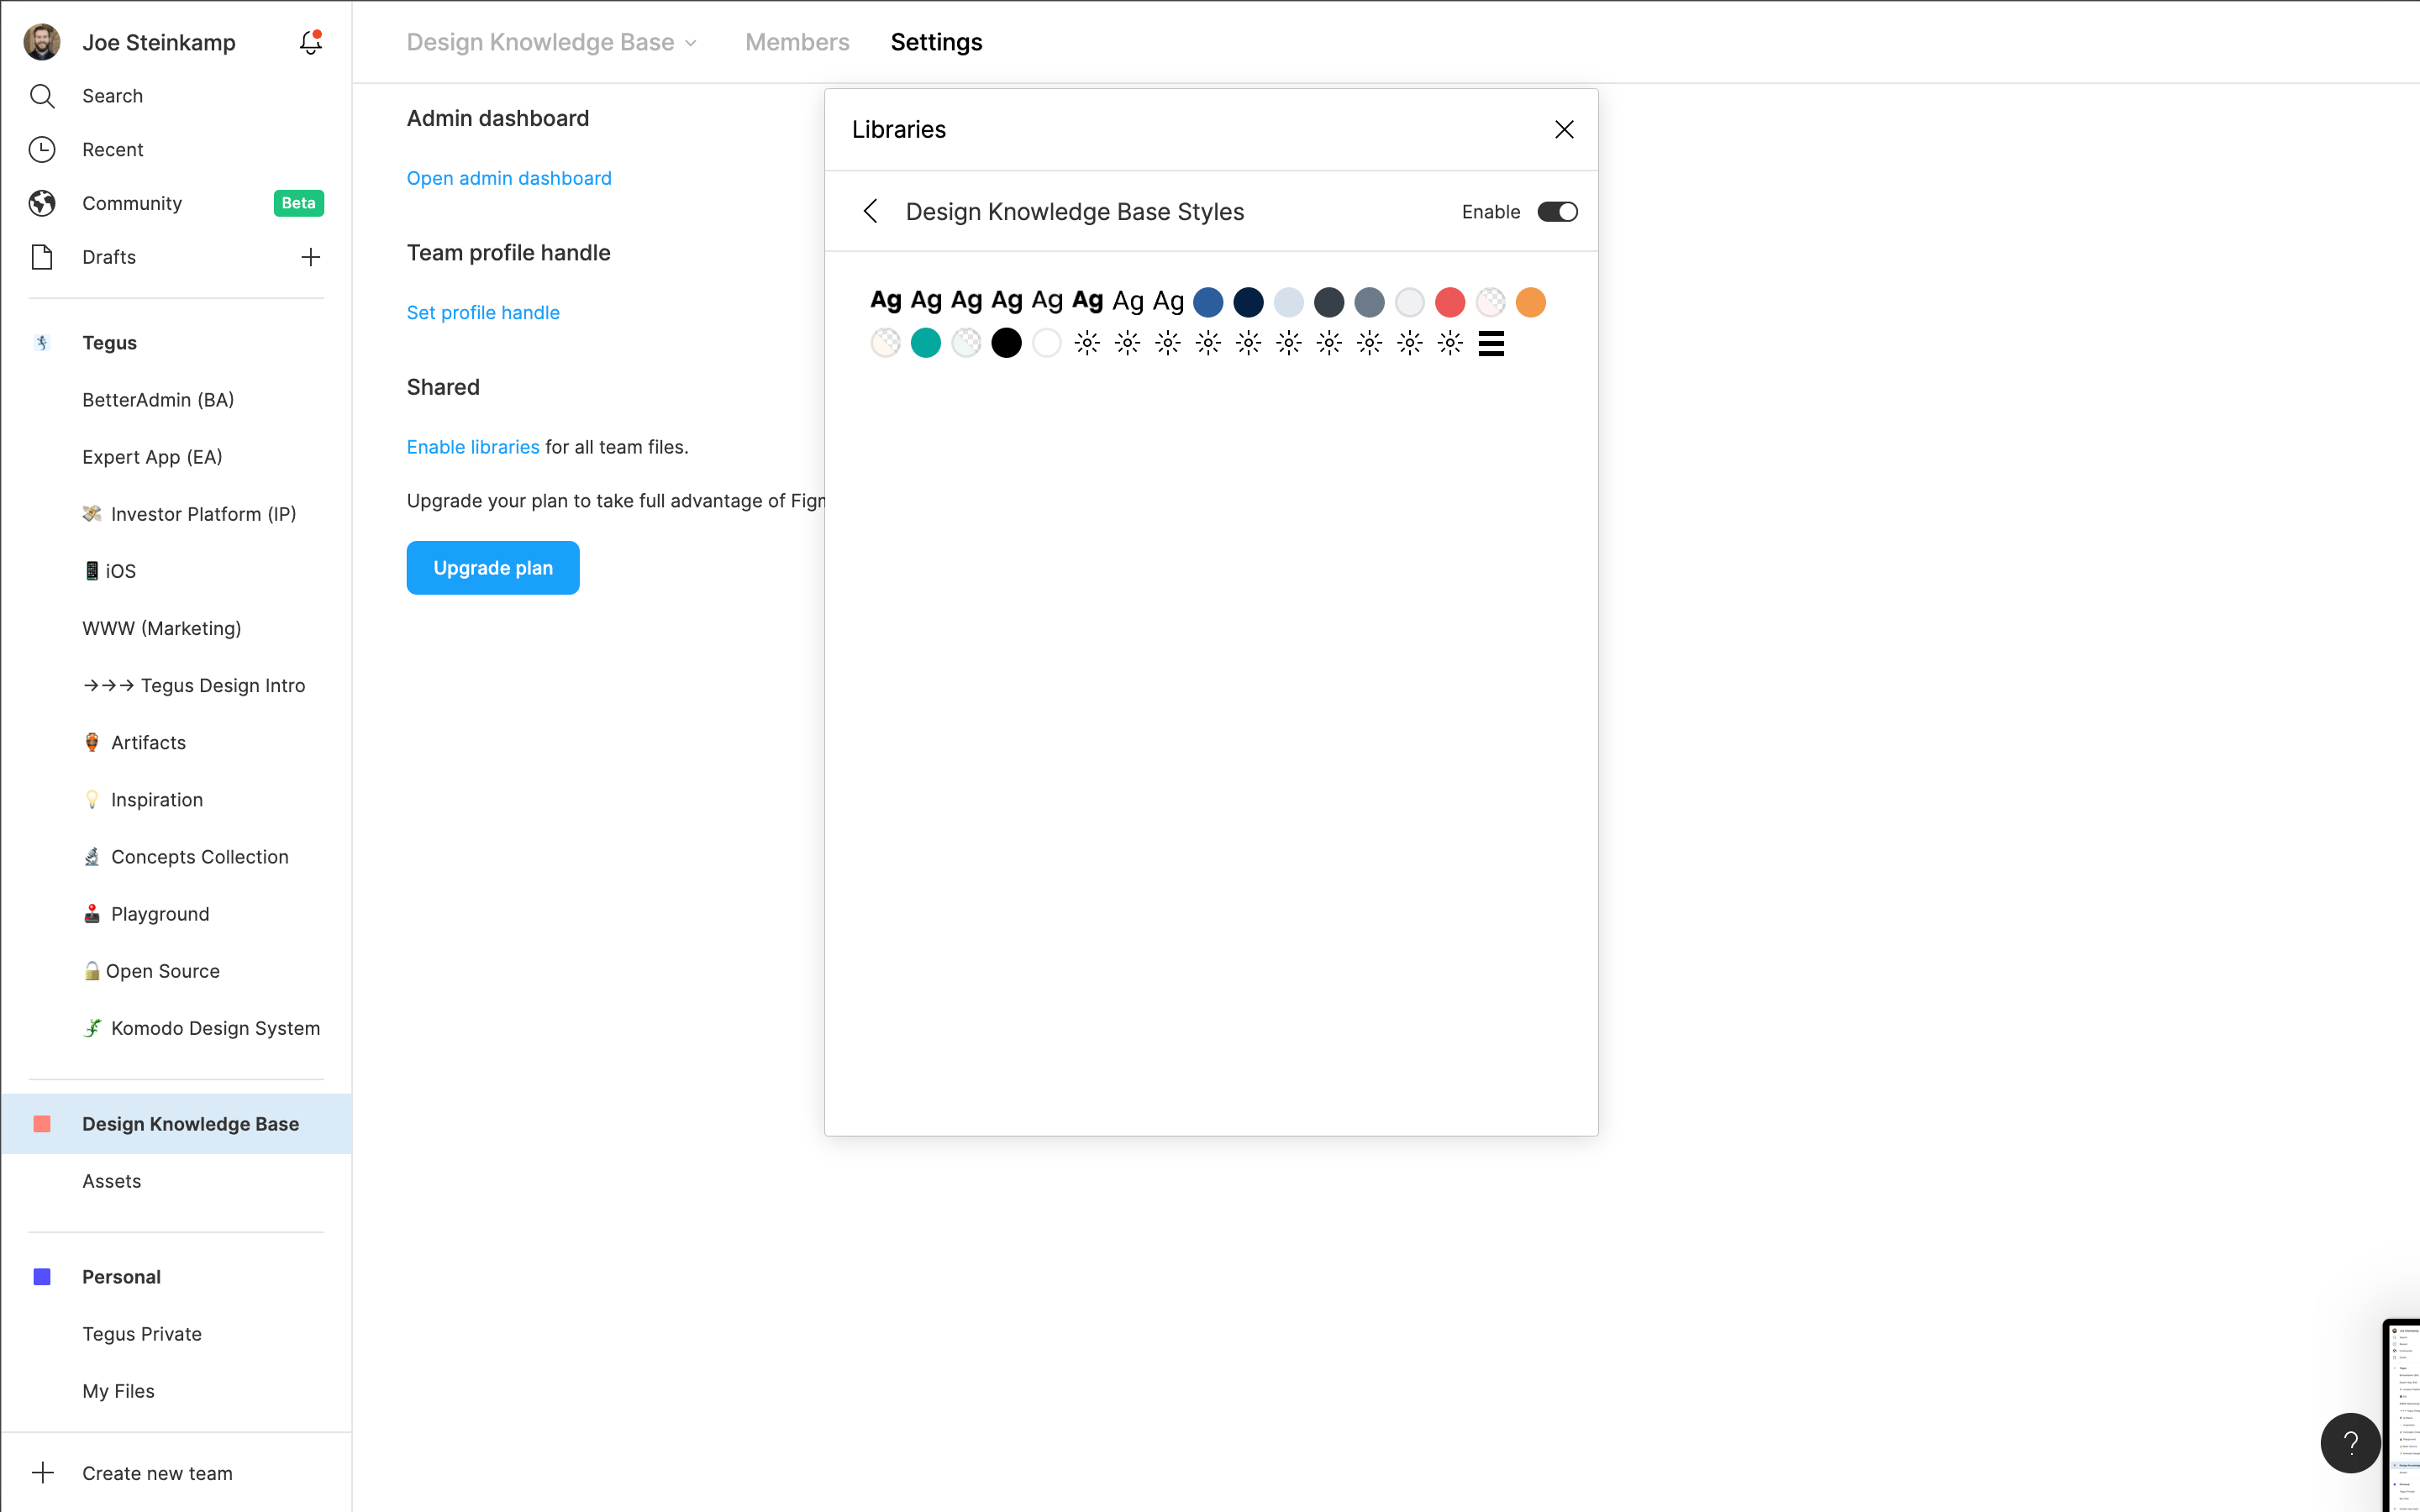 Joe Steinkamp
Search
Recent
Community
Beta
Drafts
Tegus
BetterAdmin (BA)
Expert App (EA)
Investor Platform (IP)
iOS
WWW (Marketing)
→→→ Tegus Design Intro
Artifacts
Inspiration
Concepts Collection
Playground
Open Source
Komodo Design System
Design Knowledge Base
Assets
Personal
Tegus Private
My Files
Create new team
Design Knowledge Base
Members
Settings
Admin dashboard
Open admin dashboard
Team profile handle
Set profile handle
Shared
Enable libraries for all team files.
Upgrade your plan to take full advantage of
Upgrade plan
Libraries
Design Knowledge Base Styles
Enable
Ag Ag Ag Ag Ag Ag Ag Ag
?